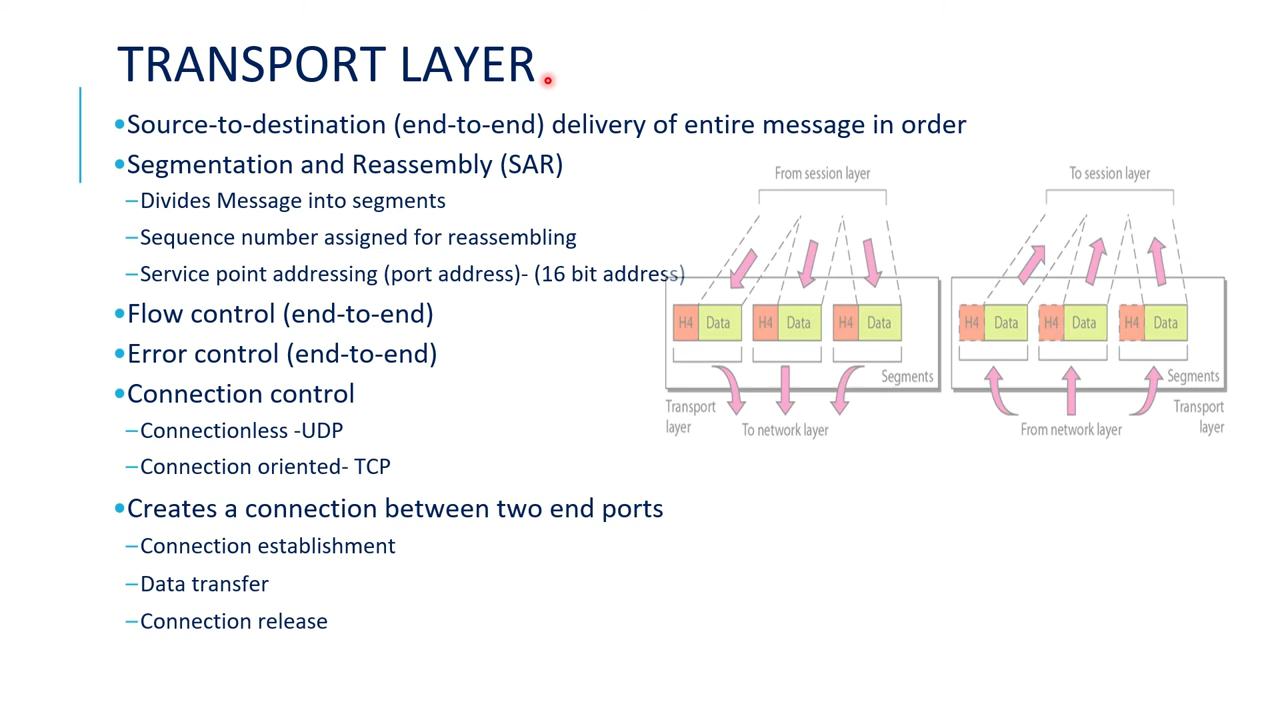 TRANSPORT LAYER
•Source-to-destination (end-to-end) delivery of entire message in order
•Segmentation and Reassembly (SAR)
–Divides Message into segments
–Sequence number assigned for reassembling
–Service point addressing (port address)- (16 bit address)
•Flow control (end-to-end)
•Error control (end-to-end)
•Connection control
–Connectionless -UDP
–Connection oriented- TCP
•Creates a connection between two end ports
–Connection establishment
–Data transfer
–Connection release
From session layer
H4 Data H4 Data H4 Data
Segments
Transport
layer
To network layer
To session layer
H4 Data H4 Data H4 Data
Segments
From network layer
Transport
layer